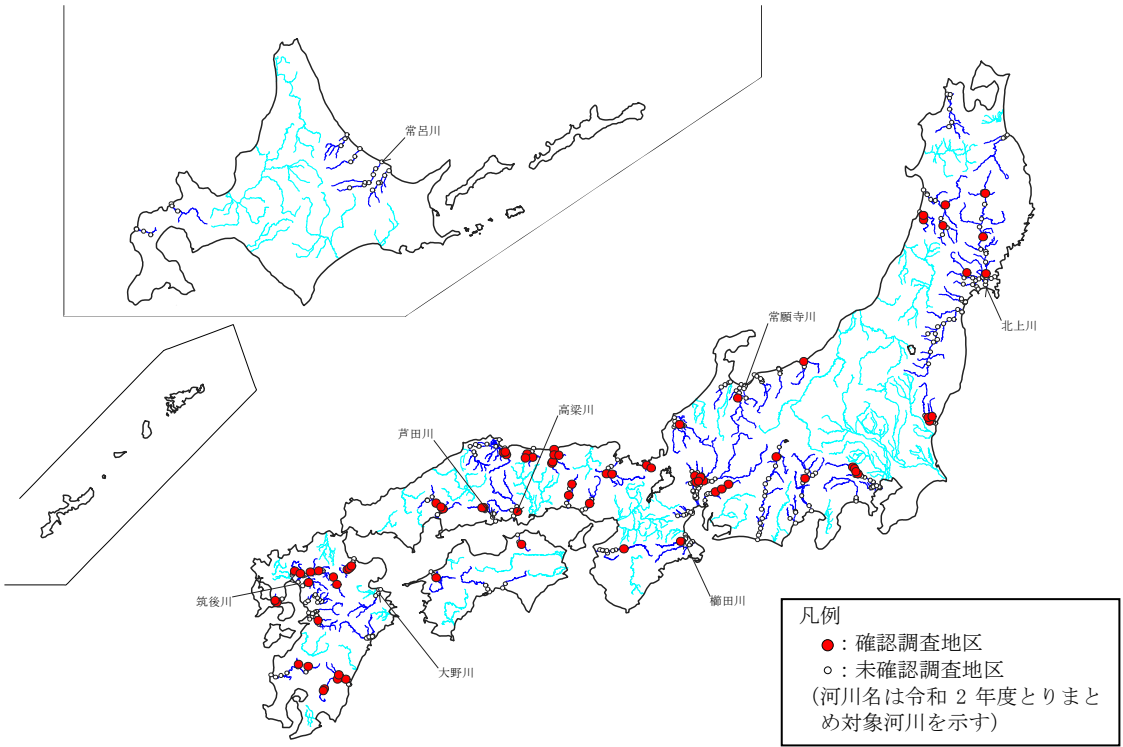 常呂川
北上川
常願寺川
高梁川
芦田川
筑後川
櫛田川
大野川
凡例
：確認調査地区
：未確認調査地区
（河川名は令和 2 年度とりまと
め対象河川を示す）